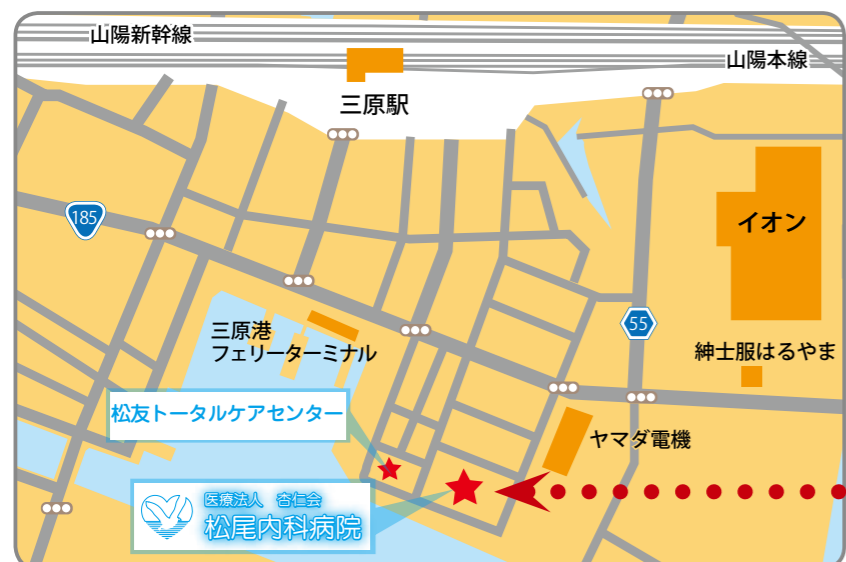 山陽新幹線
山陽本線
三原駅
185
イオン
55
三原港
フェリーターミナル
紳士服はるやま
松友トータルケアセンター
ヤマダ電機
医療法人　杏仁会
松尾内科病院